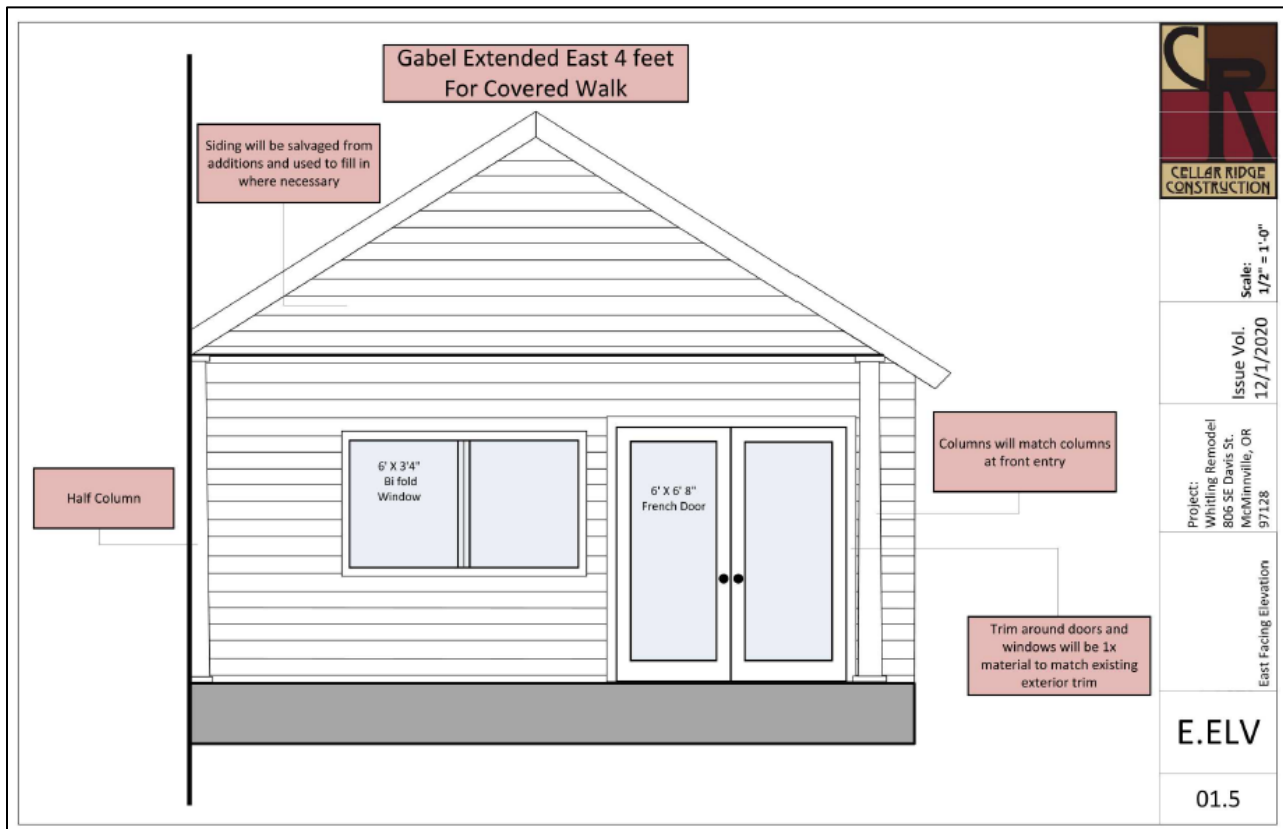 Gabel Extended East 4 feet
For Covered Walk
Siding will be salvaged from
additions and used to fill in
where necessary
Half Column
6' X 3'4"
Bi fold
Window
6' X 6' 8"
French Door
Columns will match columns
at front entry
Trim around doors and
windows will be 1x
material to match existing
exterior trim
CR
CELLAR RIDGE
CONSTRUCTION
Scale:
1/2" = 1'-0"
Issue Vol.
12/1/2020
Project:
Whitling Remodel
806 SE Davis St.
McMinnville, OR
97128
East Facing Elevation
E.ELV
01.5